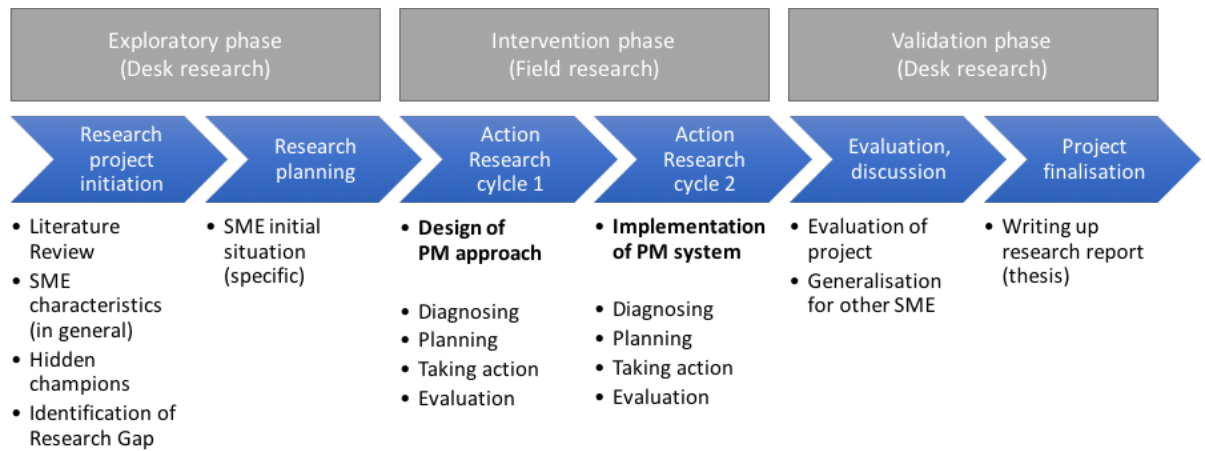 Exploratory phase
(Desk research)
Intervention phase
(Field research)
Validation phase
(Desk research)
Research
project
initiation
Research
planning
Action
Research
cylcle 1
Action
Research
cycle 2
Evaluation,
discussion
Project
finalisation
• Literature
Review
• SME
characteristics
(in general)
• Hidden
champions
• Identification of
Research Gap
• SME initial
situation
(specific)
• Design of
PM approach
• Diagnosing
• Planning
• Taking action
• Evaluation
• Implementation
of PM system
• Diagnosing
• Planning
• Taking action
• Evaluation
• Evaluation of
project
• Generalisation
for other SME
• Writing up
research report
(thesis)